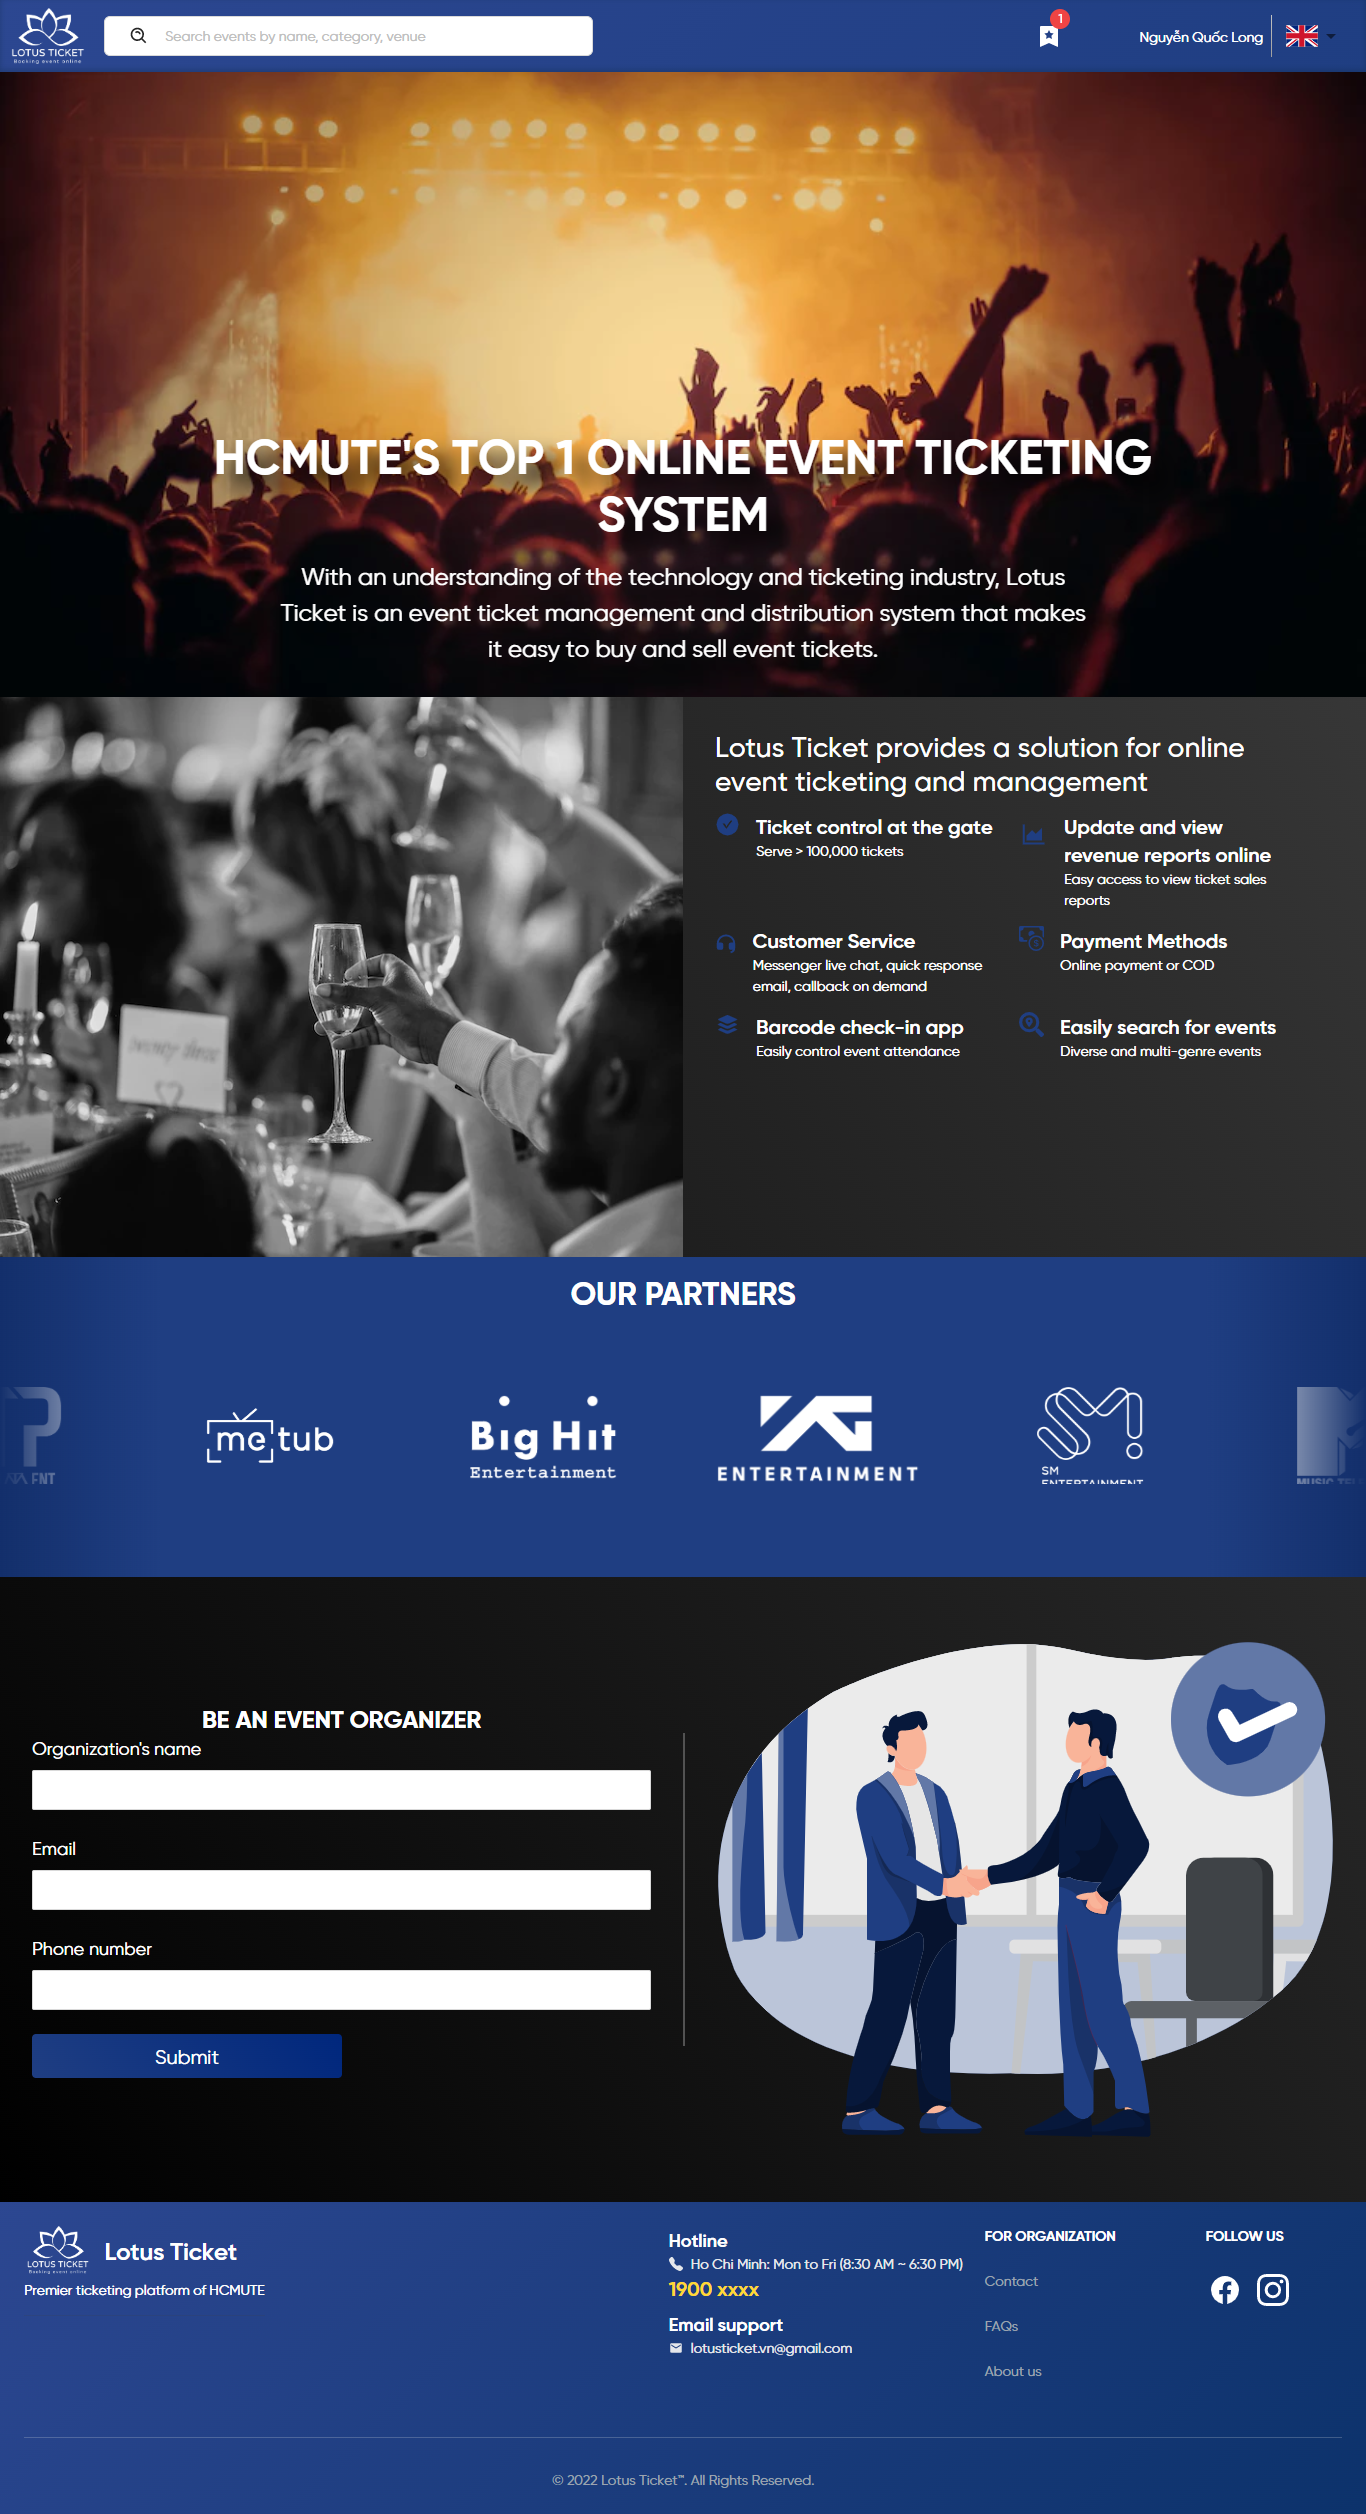 LOTUS TICKET
Booking event online
Search events by name, category, venue
1
Nguyễn Quốc Long
HCMUTE'S TOP 1 ONLINE EVENT TICKETING
SYSTEM
With an understanding of the technology and ticketing industry, Lotus
Ticket is an event ticket management and distribution system that makes
it easy to buy and sell event tickets.
Lotus Ticket provides a solution for online
event ticketing and management
Ticket control at the gate
Serve > 100,000 tickets
Update and view
revenue reports online
Easy access to view ticket sales
reports
Customer Service
Messenger live chat, quick response
email, callback on demand
Payment Methods
Online payment or COD
Barcode check-in app
Easily control event attendance
Easily search for events
Diverse and multi-genre events
OUR PARTNERS
metub
Big Hit
Entertainment
YG
ENTERTAINMENT
SM
ENTERTAINMENT
BE AN EVENT ORGANIZER
Organization's name
Email
Phone number
Submit
LOTUS TICKET
Booking event online
Lotus Ticket
Premier ticketing platform of HCMUTE
Hotline
Ho Chi Minh: Mon to Fri (8:30 AM ~ 6:30 PM)
1900 xxxx
Email support
lotusticket.vn@gmail.com
FOR ORGANIZATION
Contact
FAQs
About us
FOLLOW US
© 2022 Lotus Ticket™. All Rights Reserved.